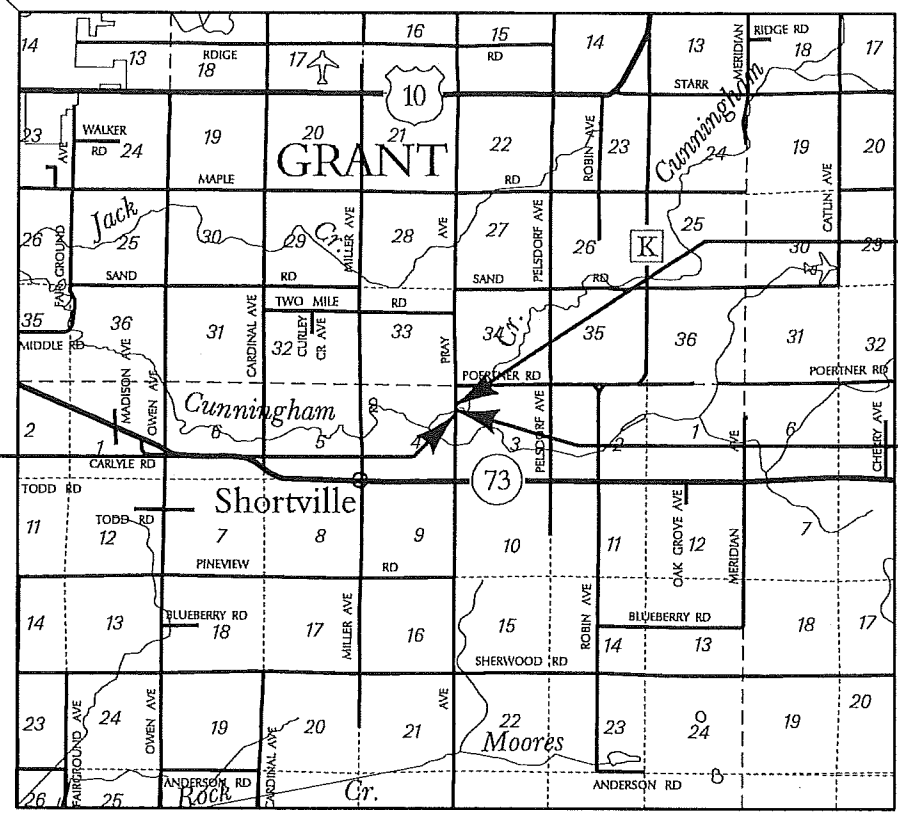 16 15 14 13 RIDGE RD 18 17
14 13 RDIGE 18 17 RD MERIDIAN
10
STARR
Cunningham
23 WALKER RD 24 AVE 19 20 21 22 ROBIN AVE 23 24 19 20
GRANT
MAPLE RD
CATLIN AVE
Jack Cr.
26 25 30 29 28 27 26 25 30 29
FAIRGROUND MILLER AVE AVE PELSDORF AVE
K
SAND RD SAND RD
TWO MILE RD
35 36 31 32 33 34 35 36 31 32
CARDINAL AVE CURLEY CR AVE PRAY Cr.
MIDDLE RD
MADISON AVE OWEN AVE
POERTNER RD POERTNER RD
Cunningham RD
2 1 6 5 4 3 2 1 6
PELSDORF AVE AVE CHERRY AVE
CARLYLE RD
73
TODD RD
Shortville
TODD RD
11 12 7 8 9 10 11 12 7
OAK GROVE AVE MERIDIAN
PINEVIEW RD
14 13 18 17 16 15 14 13 18 17
BLUEBERRY RD MILLER AVE ROBIN AVE BLUEBERRY RD
SHERWOOD RD
23 24 19 20 21 22 23 24 19 20
FAIRGROUND AVE OWEN AVE CARDINAL AVE AVE
Moores
26 25 ANDERSON RD ANDERSON RD
Rock Cr.